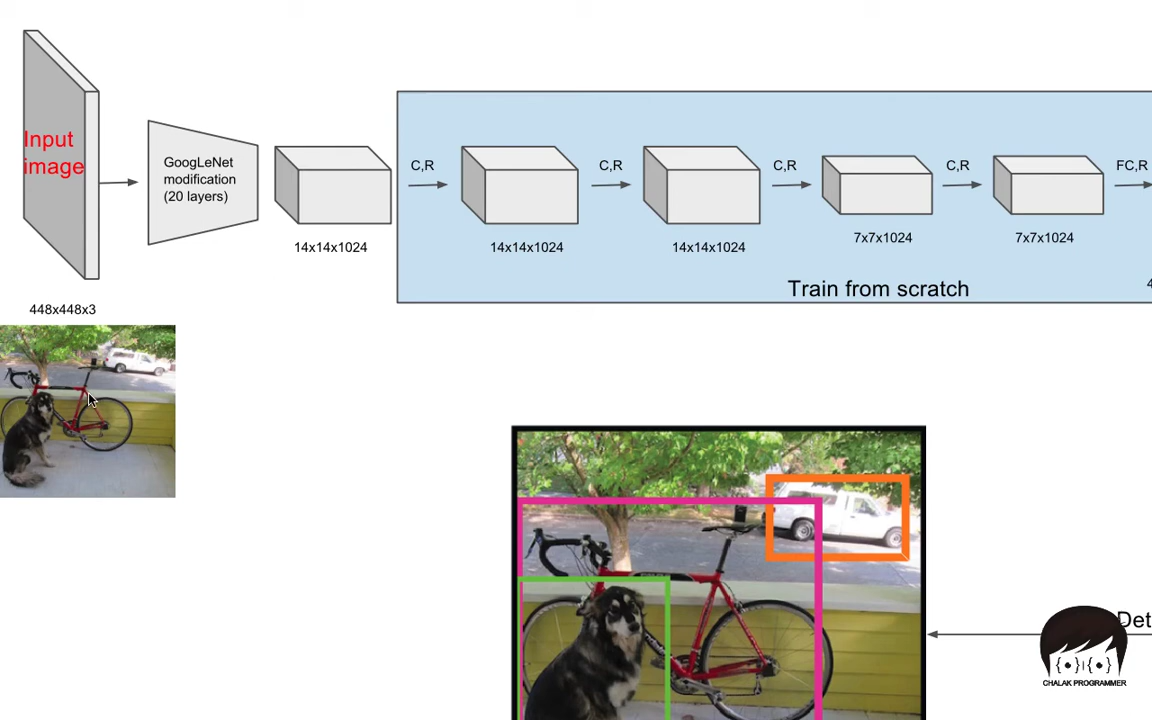 Input
image
GoogLeNet
modification
(20 layers)
C,R
C,R
C,R
C,R
FC,R
14x14x1024
14x14x1024
14x14x1024
7x7x1024
7x7x1024
Train from scratch
4
448x448x3
Det
{●}|{●}
CHALAK PROGRAMMER